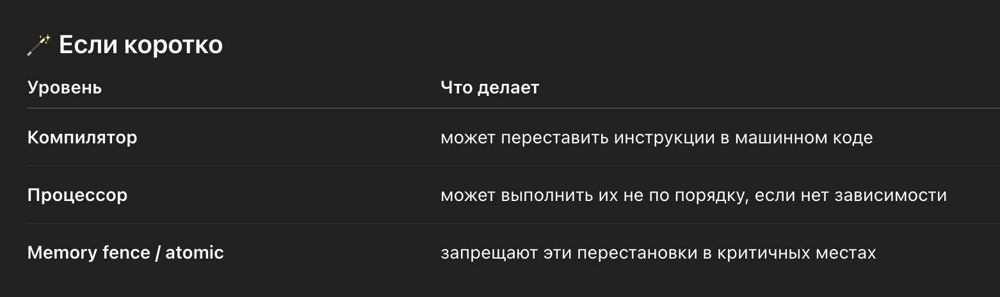 🪄 Если коротко
Уровень Что делает
Компилятор может переставить инструкции в машинном коде
Процессор может выполнить их не по порядку, если нет зависимости
Memory fence / atomic запрещают эти перестановки в критичных местах